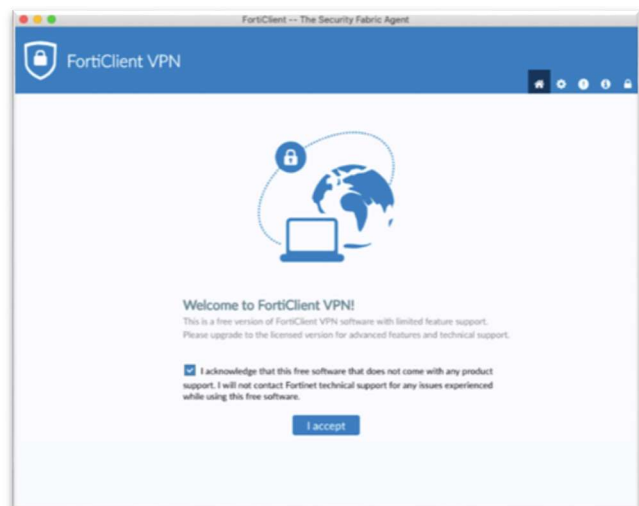 FortiClient -- The Security Fabric Agent
FortiClient VPN
Welcome to FortiClient VPN!
This is a free version of FortiClient VPN software with limited feature support.
Please upgrade to the licensed version for advanced features and technical support.
I acknowledge that this free software that does not come with any product
support. I will not contact Fortinet technical support for any issues experienced
while using this free software.
I accept